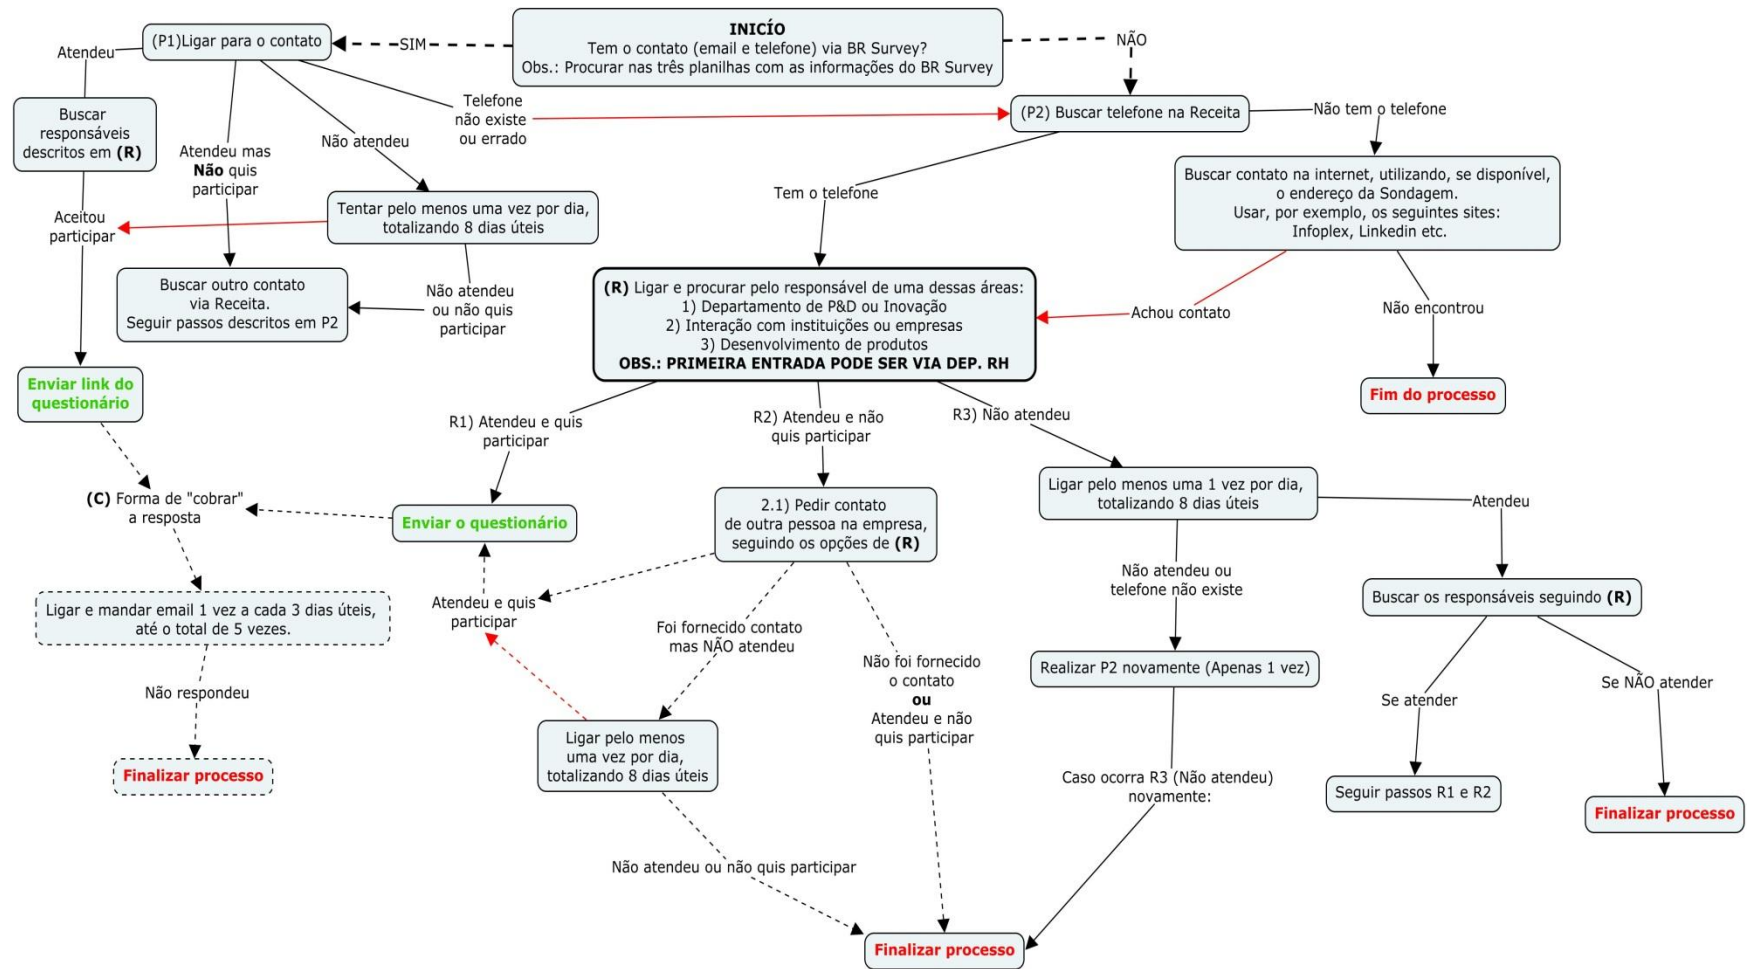 INICÍO
Tem o contato (email e telefone) via BR Survey?
Obs.: Procurar nas três planilhas com as informações do BR Survey
SIM
NÃO
(P1)Ligar para o contato
Atendeu
Buscar
responsáveis
descritos em (R)
Atendeu mas
Não quis
participar
Não atendeu
Telefone
não existe
ou errado
(P2) Buscar telefone na Receita
Não tem o telefone
Tem o telefone
Buscar contato na internet, utilizando, se disponível,
o endereço da Sondagem.
Usar, por exemplo, os seguintes sites:
Infoplex, Linkedin etc.
Aceitou
participar
Tentar pelo menos uma vez por dia,
totalizando 8 dias úteis
Buscar outro contato
via Receita.
Seguir passos descritos em P2
Não atendeu
ou não quis
participar
(R) Ligar e procurar pelo responsável de uma dessas áreas:
1) Departamento de P&D ou Inovação
2) Interação com instituições ou empresas
3) Desenvolvimento de produtos
OBS.: PRIMEIRA ENTRADA PODE SER VIA DEP. RH
Achou contato
Não encontrou
Fim do processo
Enviar link do
questionário
R1) Atendeu e quis
participar
R2) Atendeu e não
quis participar
R3) Não atendeu
(C) Forma de "cobrar"
a resposta
Enviar o questionário
2.1) Pedir contato
de outra pessoa na empresa,
seguindo os opções de (R)
Ligar pelo menos uma 1 vez por dia,
totalizando 8 dias úteis
Atendeu
Ligar e mandar email 1 vez a cada 3 dias úteis,
até o total de 5 vezes.
Atendeu e quis
participar
Foi fornecido contato
mas NÃO atendeu
Não foi fornecido
o contato
ou
Atendeu e não
quis participar
Não atendeu ou
telefone não existe
Buscar os responsáveis seguindo (R)
Realizar P2 novamente (Apenas 1 vez)
Se atender
Se NÃO atender
Não respondeu
Finalizar processo
Ligar pelo menos
uma vez por dia,
totalizando 8 dias úteis
Caso ocorra R3 (Não atendeu)
novamente:
Seguir passos R1 e R2
Finalizar processo
Não atendeu ou não quis participar
Finalizar processo